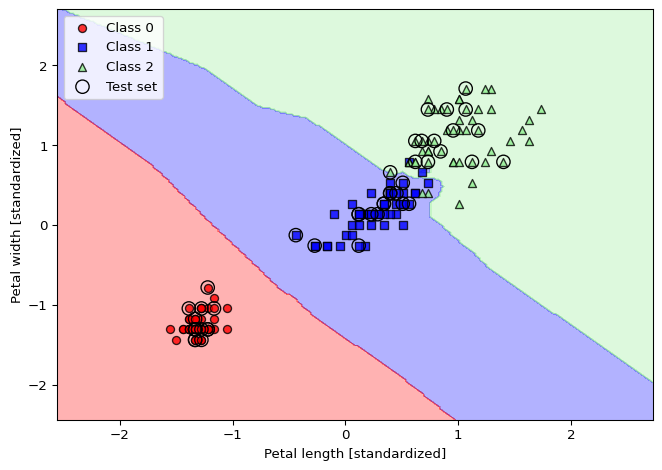 Class 0
Class 1
Class 2
Test set
2
1
0
−1
−2
Petal width [standardized]
−2
−1
0
1
2
Petal length [standardized]